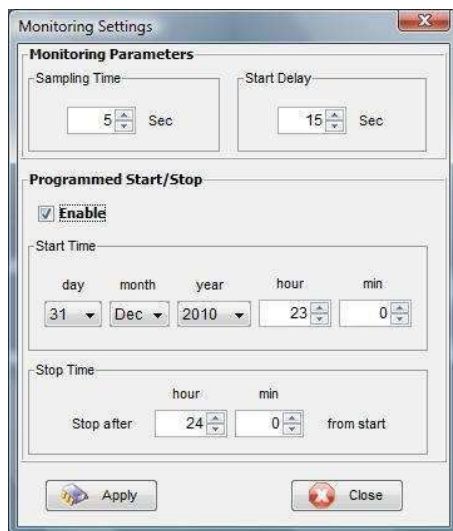 Monitoring Settings
Monitoring Parameters
Sampling Time
5 Sec
Start Delay
15 Sec
Programmed Start/Stop
Enable
Start Time
day month year hour min
31 Dec 2010 23 0
Stop Time
hour min
Stop after 24 0 from start
Apply Close